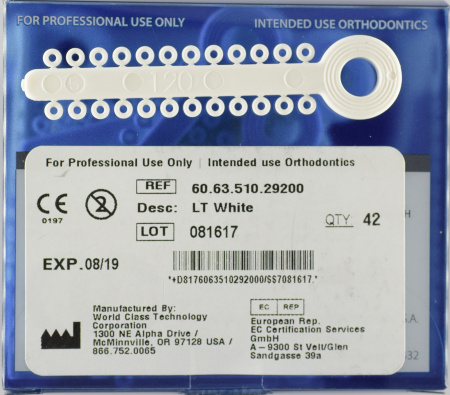 FOR PROFESSIONAL USE ONLY
INTENDED USE ORTHODONTICS
120
For Professional Use Only | Intended use Orthodontics
REF 60.63.510.29200
CE 0197
2
Desc: LT White
QTY 42
LOT 081617
EXP. 08/19
*+D8176063510292000/$$7081617.*
Manufactured By:
World Class Technology
Corporation
1300 NE Alpha Drive /
McMinnville, OR 97128 USA /
866.752.0065
EC REP
European Rep.
EC Certification Services
GmbH
A – 9300 St Veit/Glen
Sandgasse 39a